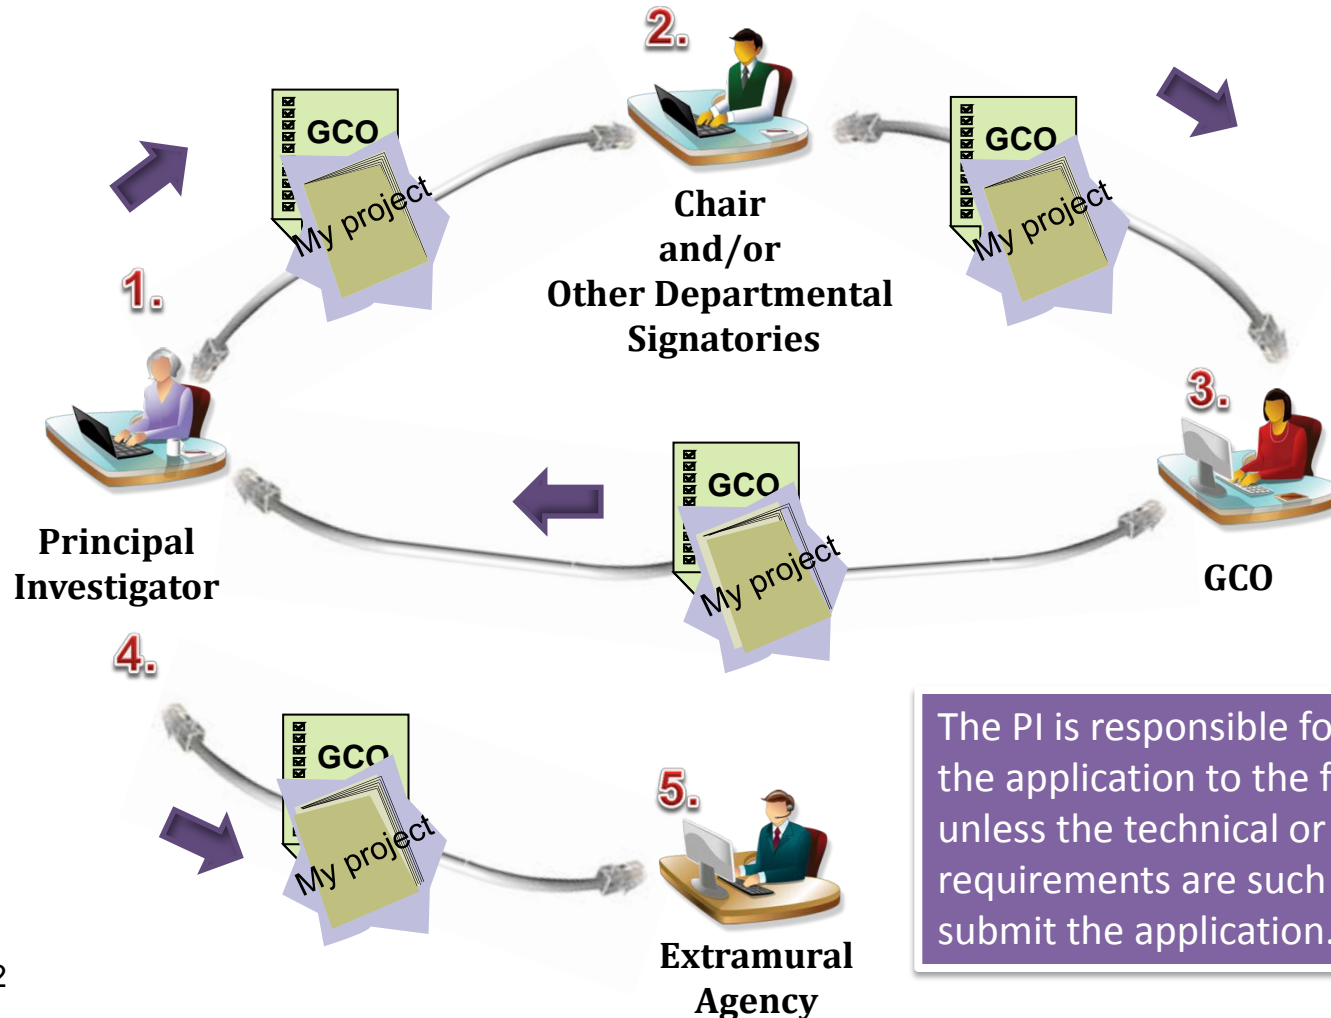 2.
GCO
My project
GCO
My project
Chair
and/or
Other Departmental
Signatories
1.
3.
GCO
My project
Principal
Investigator
GCO
4.
GCO
My project
5.
Extramural
Agency
The PI is responsible fo
the application to the f
unless the technical or
requirements are such
submit the application.
2